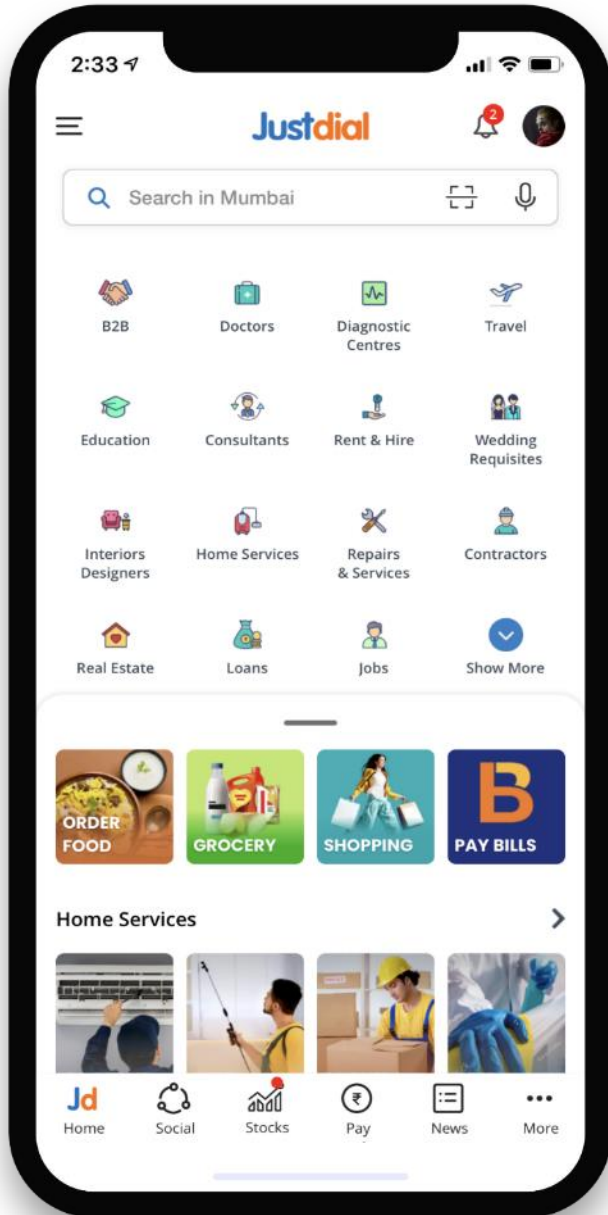 2:33
Justdial
2
Search in Mumbai
B2B
Doctors
Diagnostic
Centres
Travel
Education
Consultants
Rent & Hire
Wedding
Requisites
Interiors
Designers
Home Services
Repairs
& Services
Contractors
Real Estate
Loans
Jobs
Show More
ORDER
FOOD
GROCERY
SHOPPING
B
PAY BILLS
Home Services
Jd
Home
Social
Stocks
₹
Pay
News
More